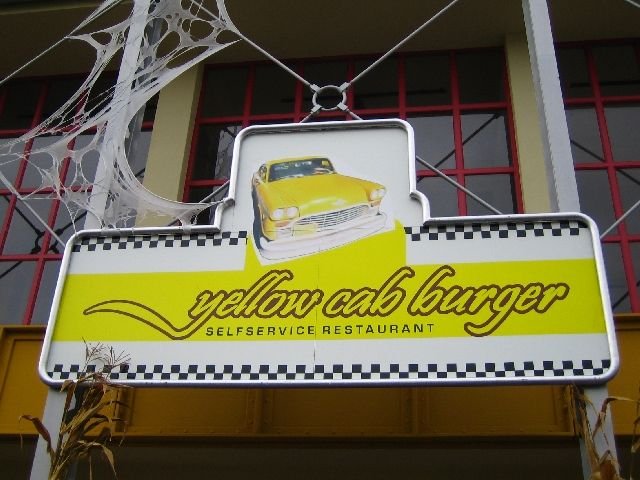 yellow cab burger
SELFSERVICE RESTAURANT